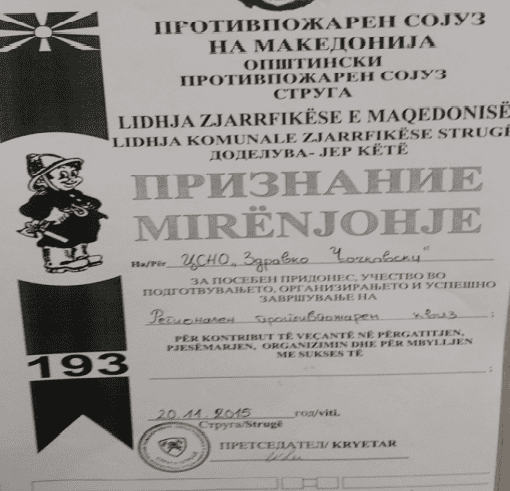 ПРОТИВПОЖАРЕН СОЈУЗ
НА МАКЕДОНИЈА
ОПШТИНСКИ
ПРОТИВПОЖАРЕН СОЈУЗ
СТРУГА
LIDHJA ZJARRFIKËSE E MAQEDONISË
LIDHJA KOMUNALE ZJARRFIKËSE STRUGË
ДОДЕЛУВА- JEP KËTË
ПРИЗНАНИЕ
MIRËNJOHJE
На/Për ЦСНО „Здравко Чочковски"
ЗА ПОСЕБЕН ПРИДОНЕС, УЧЕСТВО ВО
ПОДГОТВУВАЊЕТО, ОРГАНИЗИРАЊЕТО И УСПЕШНО
ЗАВРШУВАЊЕ НА
Регионален противпожарен квиз ;
PËR KONTRIBUT TË VEÇANTË NË PËRGATITJEN,
PJESËMARJEN, ORGANIZIMIN DHE PËR MBYLLJEN
ME SUKSES TË
193
20.11.2015 год/viti.
Струга/Strugë
ПРЕТСЕДАТЕЛ/ KRYETAR